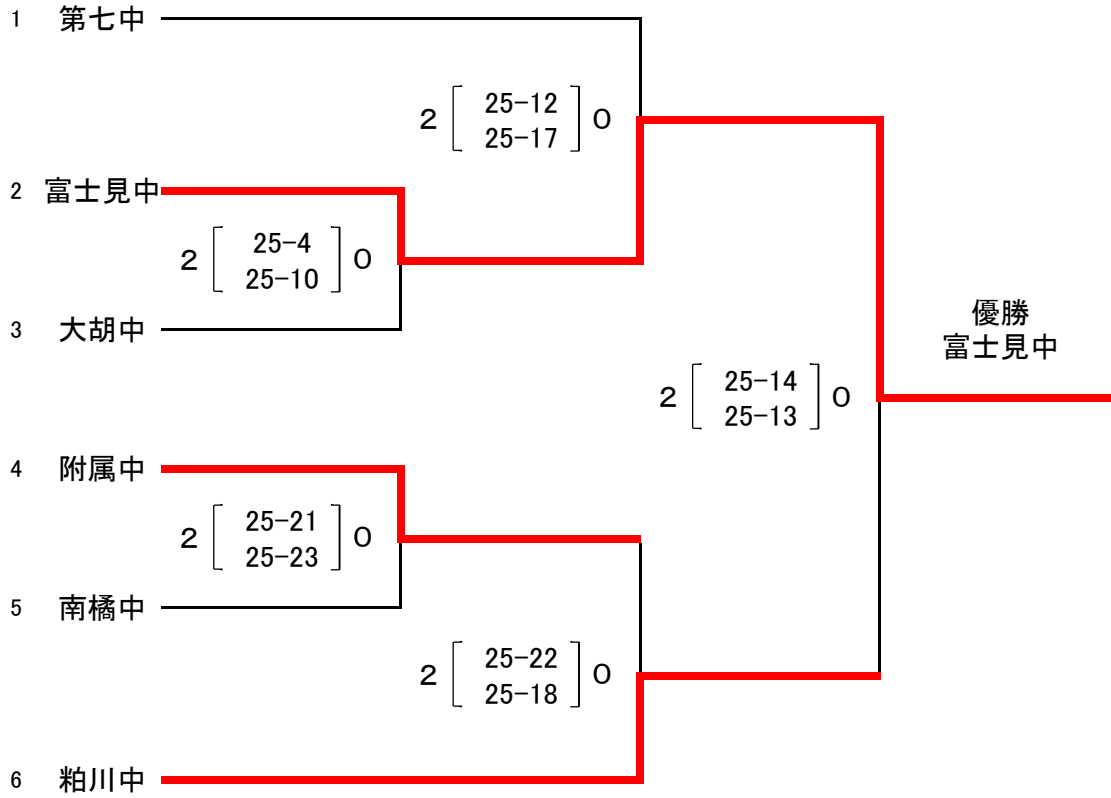 1 第七中
2 [ 25-12 ] 0
25-17
2 富士見中
2 [ 25-4 ] 0
25-10
3 大胡中
優勝
富士見中
2 [ 25-14 ] 0
25-13
4 附属中
2 [ 25-21 ] 0
25-23
5 南橘中
2 [ 25-22 ] 0
25-18
6 粕川中